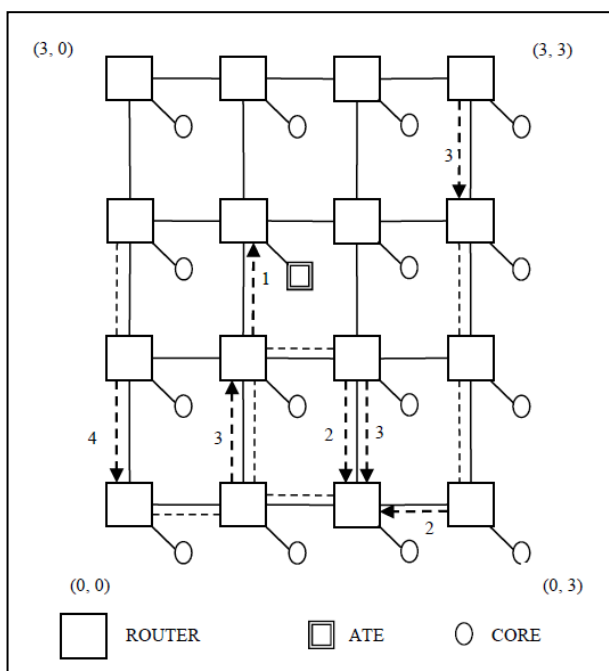 (3, 0) (3, 3)
3
1
4 3 2 3
2
(0, 0) (0, 3)
ROUTER ATE CORE